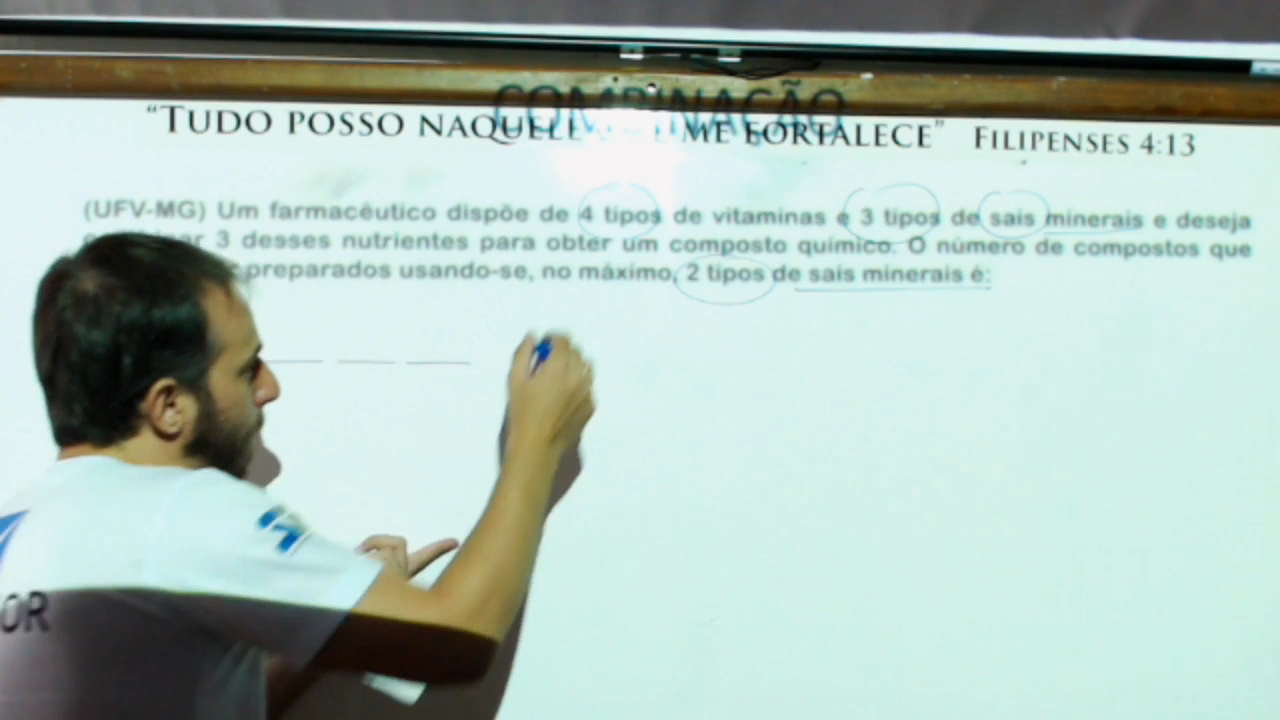 COMBINAÇÃO
“TUDO POSSO NAQUELE ME FORTALECE” FILIPENSES 4:13
(UFV-MG) Um farmacêutico dispõe de 4 tipos de vitaminas e 3 tipos de sais minerais e deseja
3 desses nutrientes para obter um composto químico. O número de compostos que
preparados usando-se, no máximo, 2 tipos de sais minerais é:
OR